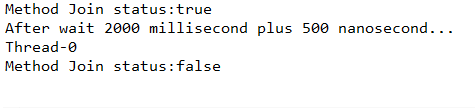 Method Join status:true
After wait 2000 millisecond plus 500 nanosecond...
Thread-0
Method Join status:false